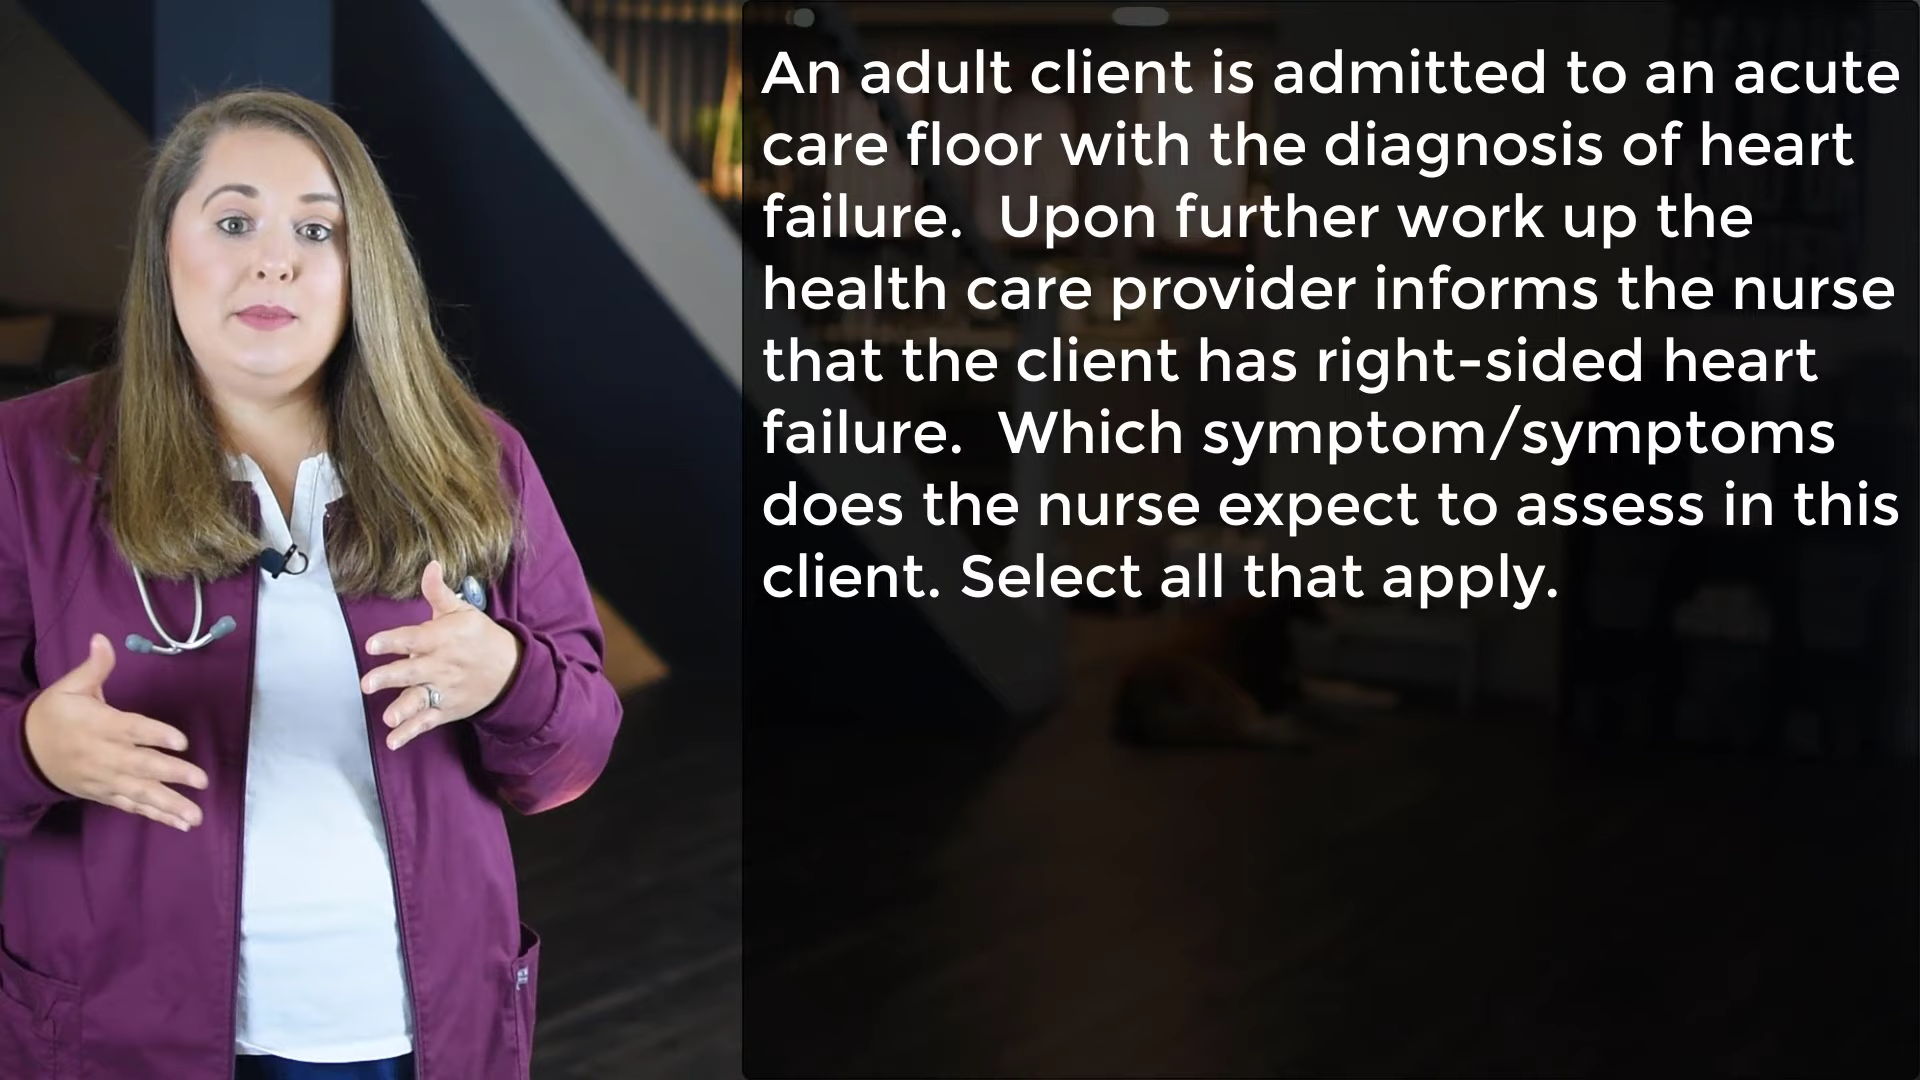 An adult client is admitted to an acute
care floor with the diagnosis of heart
failure.  Upon further work up the
health care provider informs the nurse
that the client has right-sided heart
failure.  Which symptom/symptoms
does the nurse expect to assess in this
client. Select all that apply.